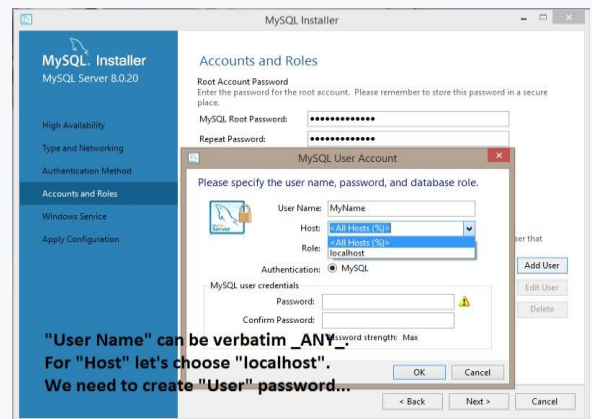 MySQL Installer
MySQL. Installer
MySQL Server 8.0.20
High Availability
Type and Networking
Authentication Method
Accounts and Roles
Windows Service
Apply Configuration
Accounts and Roles
Root Account Password
Enter the password for the root account. Please remember to store this password in a secure
place.
MySQL Root Password: •••••••••••••
Repeat Password: •••••••••••••
MySQL User Account
Please specify the user name, password, and database role.
Server
User Name: MyName
Host: <All Hosts (%)>
<All Hosts (%)>
localhost
Role:
Authentication: MySQL
MySQL user credentials
Password:
Confirm Password:
Password strength: Max
OK Cancel
ser that
Add User
Edit User
Delete
"User Name" can be verbatim _ANY_.
For "Host" let's choose "localhost".
We need to create "User" password...
< Back Next > Cancel